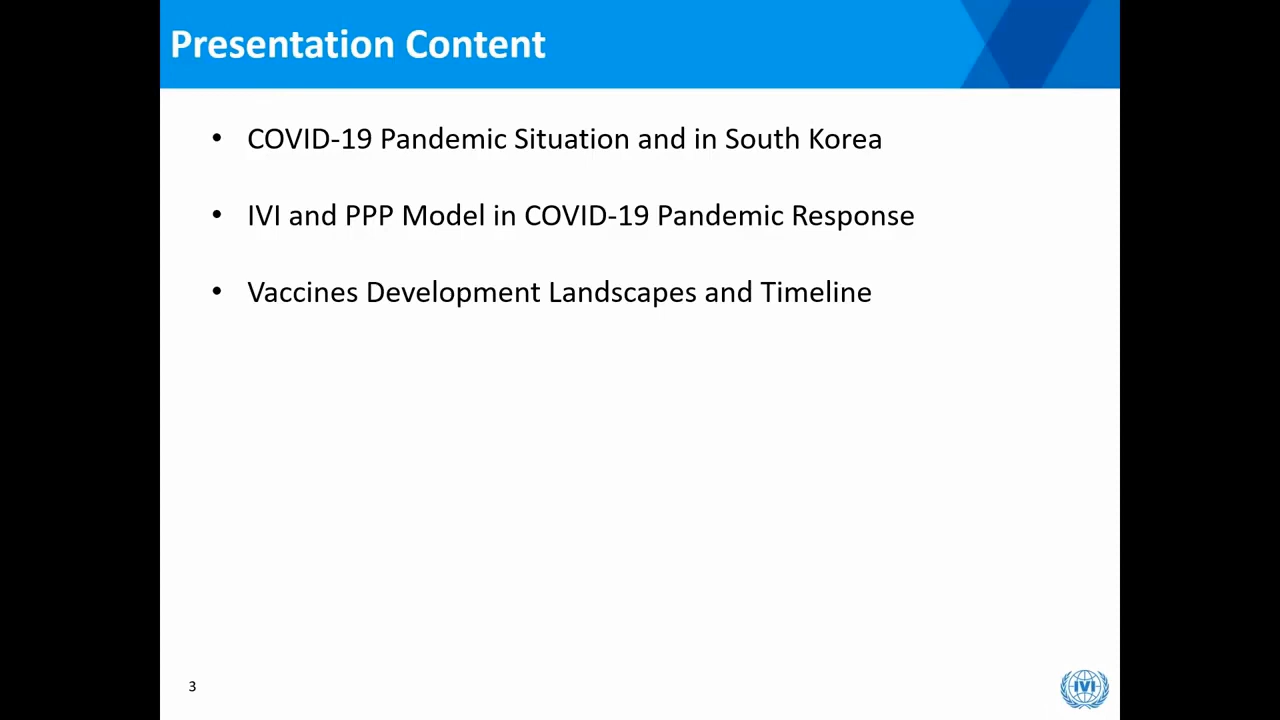 Presentation Content
• COVID-19 Pandemic Situation and in South Korea
• IVI and PPP Model in COVID-19 Pandemic Response
• Vaccines Development Landscapes and Timeline
3
IVI